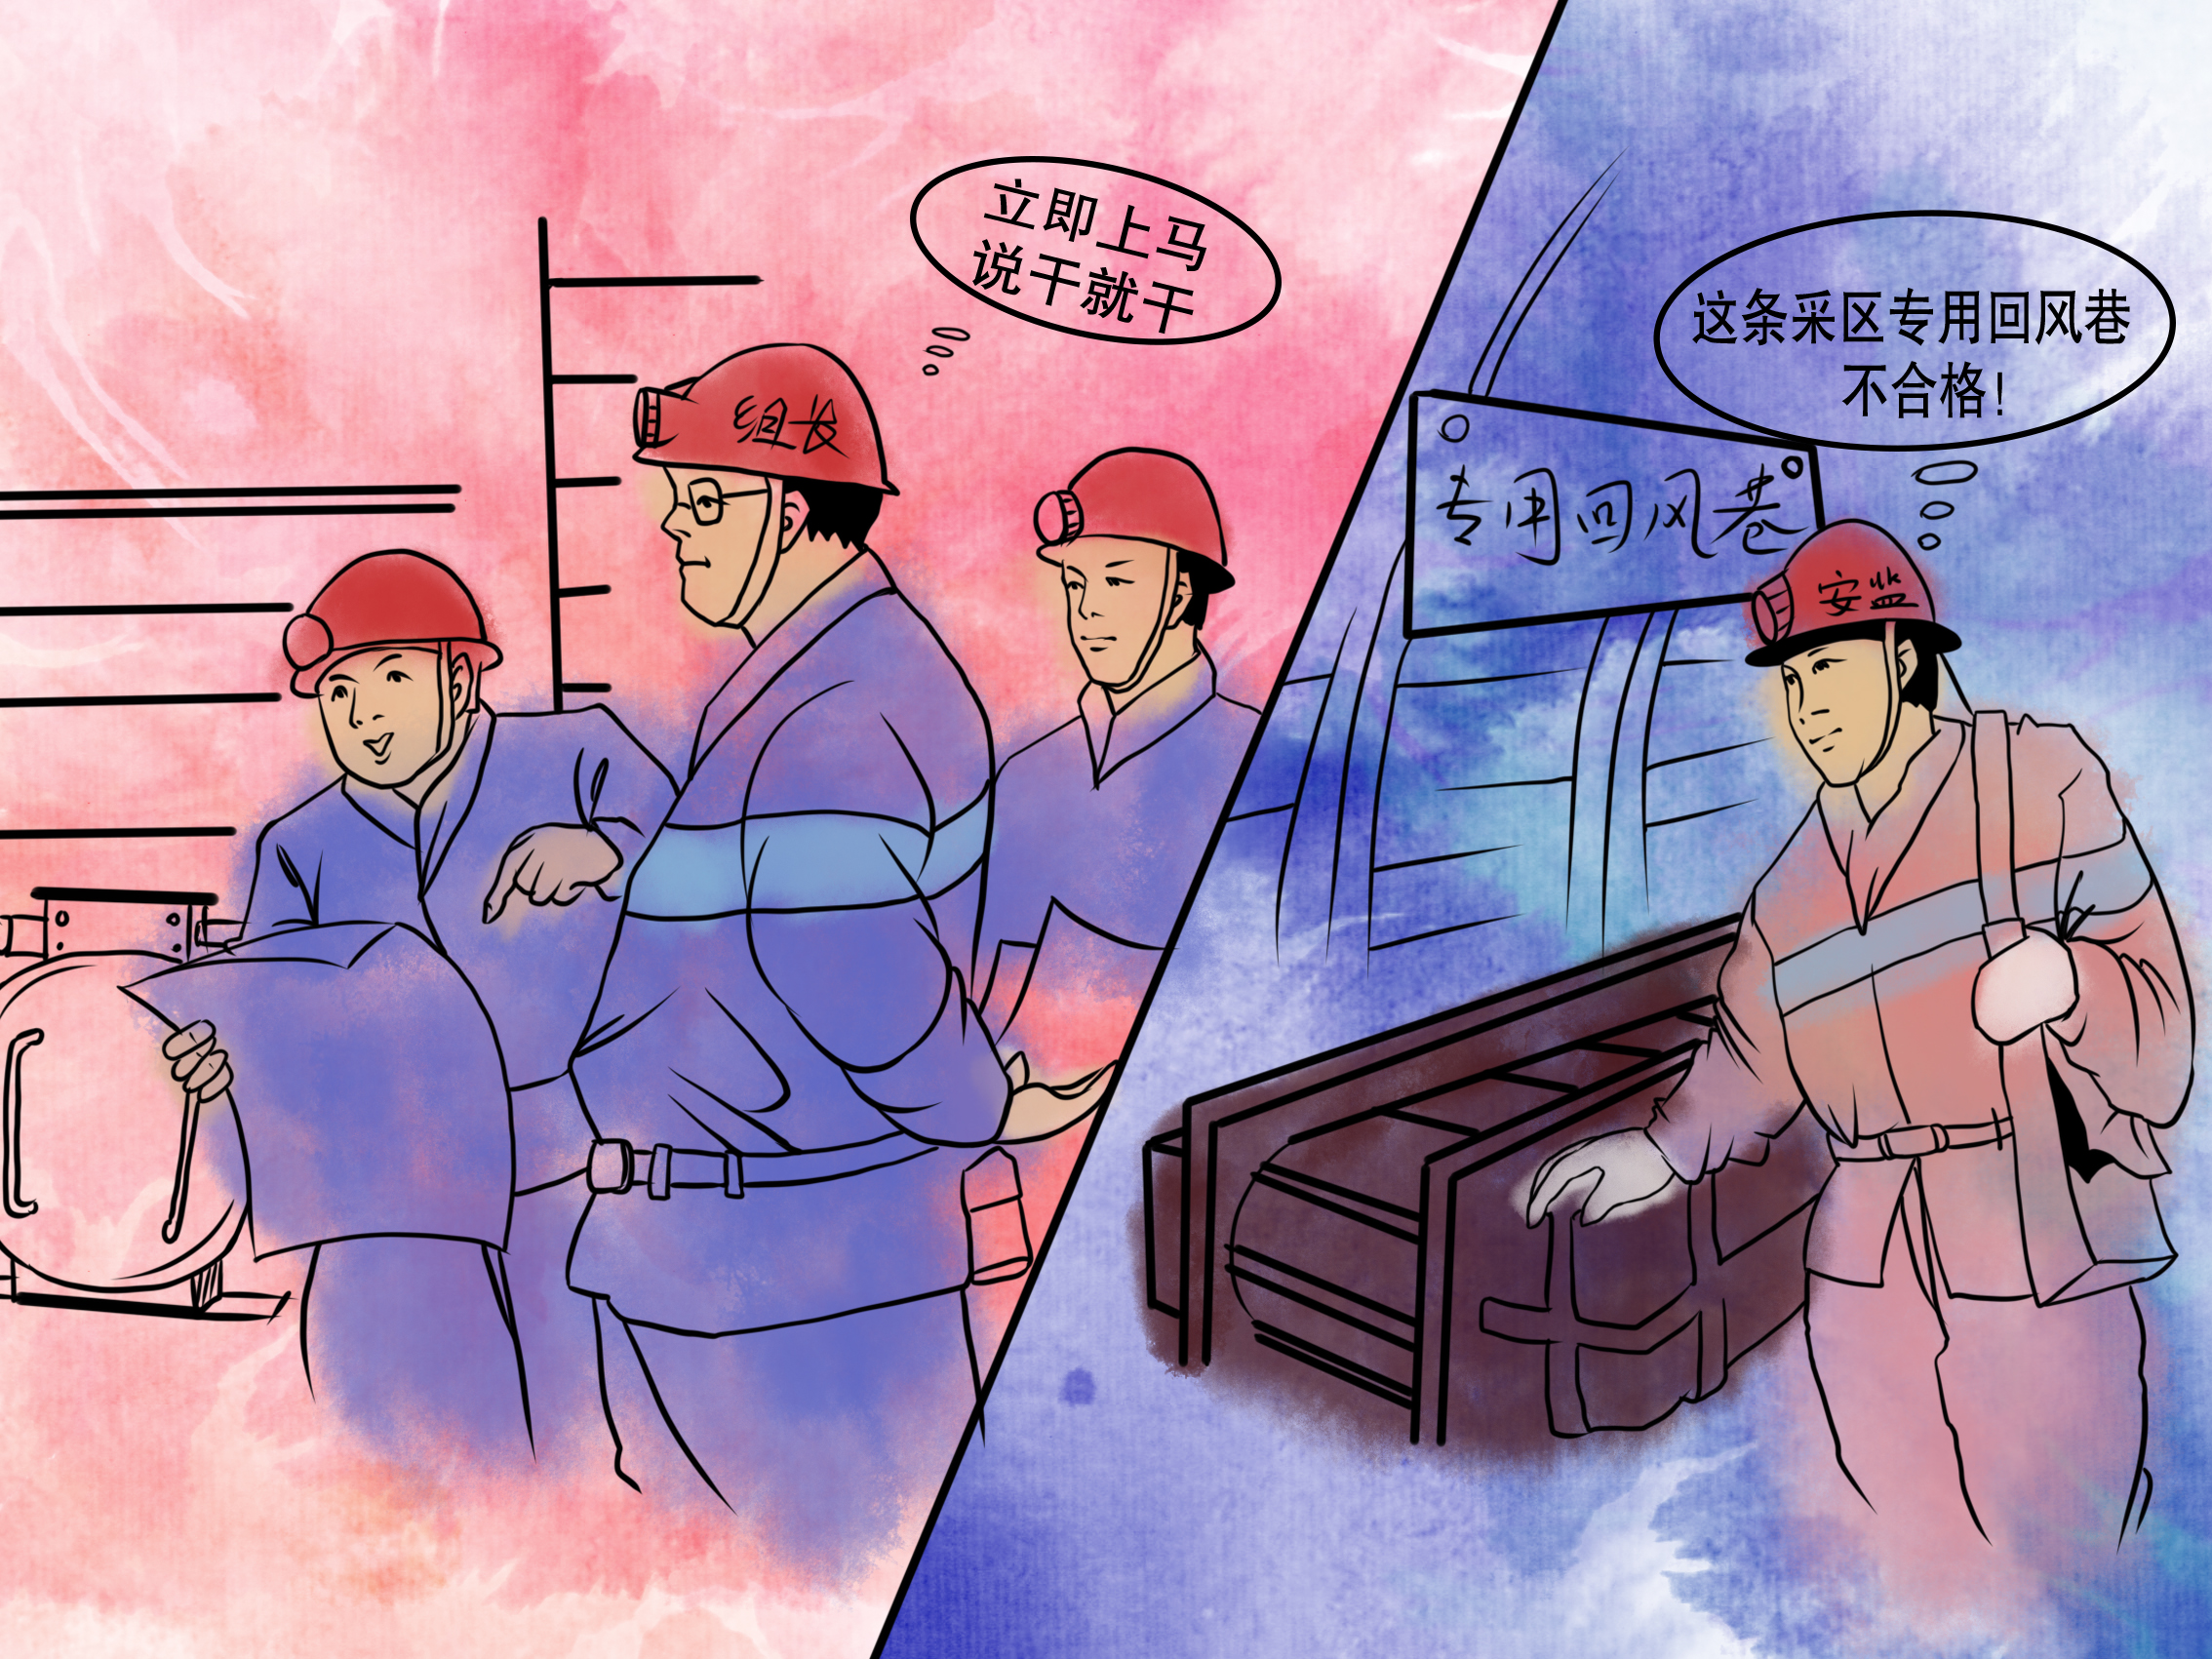 立即上马
说干就干
组长
这条采区专用回风巷
不合格!
专用回风巷
安监